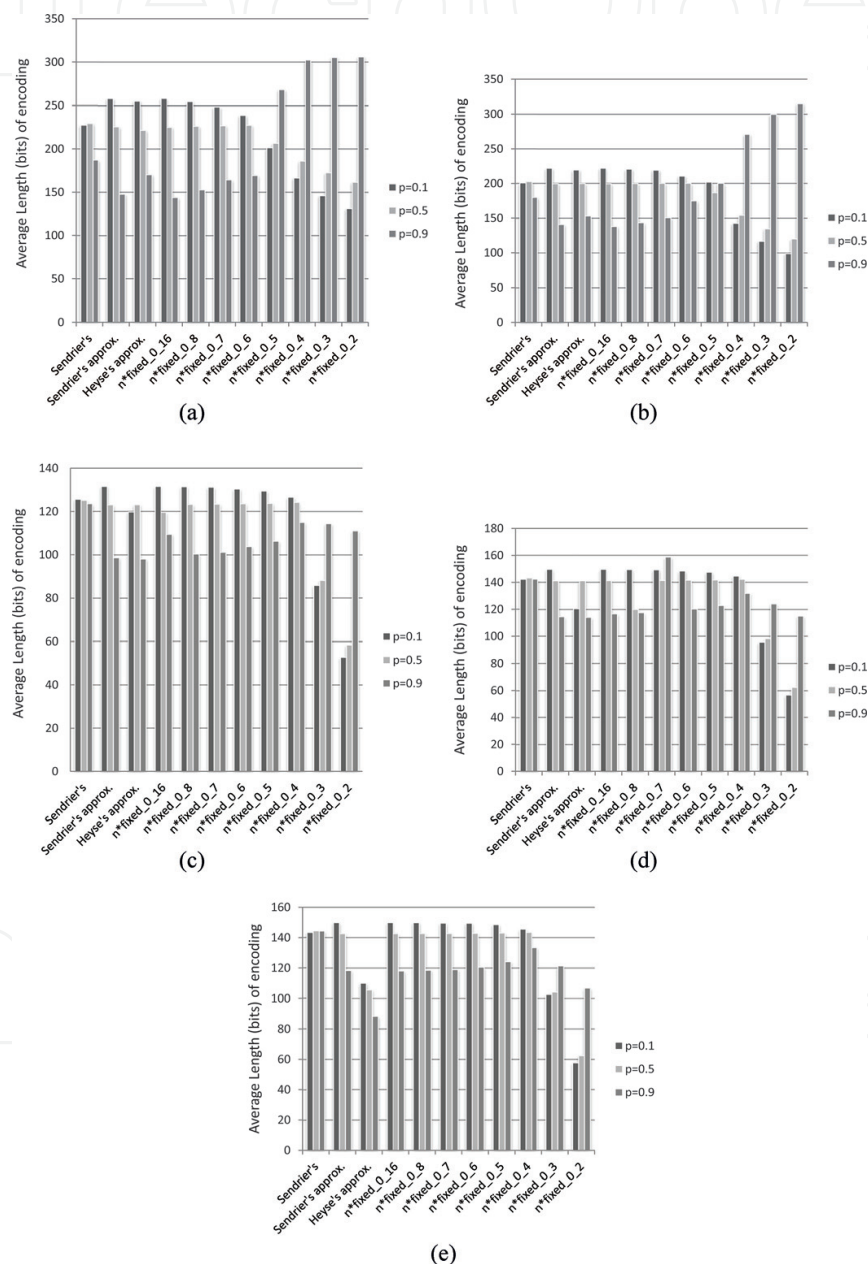 350
300
250
200
150
100
50
0
Average Length (bits) of encoding
p=0.1
p=0.5
p=0.9
Sendrier's
Sendrier's approx.
Heyse's approx.
n*fixed_0_16
n*fixed_0_8
n*fixed_0_7
n*fixed_0_6
n*fixed_0_5
n*fixed_0_4
n*fixed_0_3
n*fixed_0_2
(a)
350
300
250
200
150
100
50
0
Average Length (bits) of encoding
p=0.1
p=0.5
p=0.9
Sendrier's
Sendrier's approx.
Heyse's approx.
n*fixed_0_16
n*fixed_0_8
n*fixed_0_7
n*fixed_0_6
n*fixed_0_5
n*fixed_0_4
n*fixed_0_3
n*fixed_0_2
(b)
140
120
100
80
60
40
20
0
Average Length (bits) of encoding
p=0.1
p=0.5
p=0.9
Sendrier's
Sendrier's approx.
Heyse's approx.
n*fixed_0_16
n*fixed_0_8
n*fixed_0_7
n*fixed_0_6
n*fixed_0_5
n*fixed_0_4
n*fixed_0_3
n*fixed_0_2
(c)
180
160
140
120
100
80
60
40
20
0
Average Length (bits) of encoding
p=0.1
p=0.5
p=0.9
Sendrier's
Sendrier's approx.
Heyse's approx.
n*fixed_0_16
n*fixed_0_8
n*fixed_0_7
n*fixed_0_6
n*fixed_0_5
n*fixed_0_4
n*fixed_0_3
n*fixed_0_2
(d)
160
140
120
100
80
60
40
20
0
Average Length (bits) of encoding
p=0.1
p=0.5
p=0.9
Sendrier's
Sendrier's approx.
Heyse's approx.
n*fixed_0_16
n*fixed_0_8
n*fixed_0_7
n*fixed_0_6
n*fixed_0_5
n*fixed_0_4
n*fixed_0_3
n*fixed_0_2
(e)